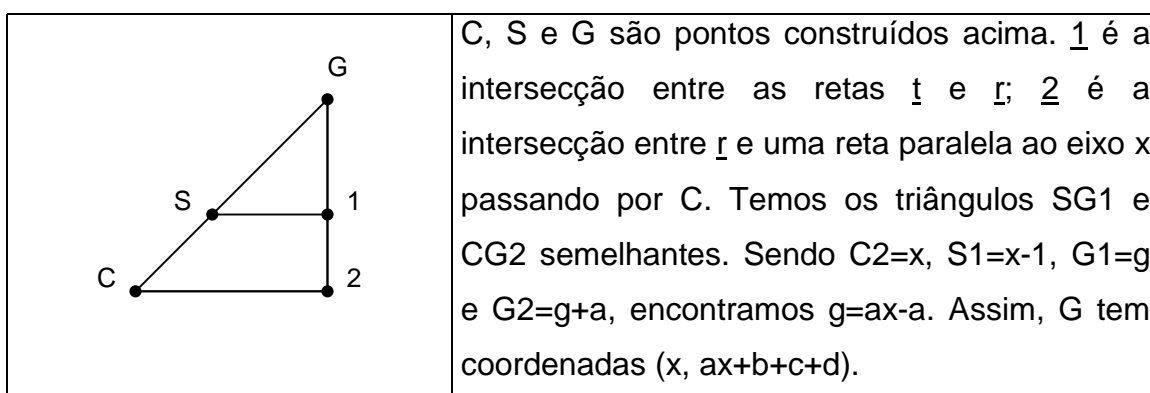 G
S
1
C
2
C, S e G são pontos construídos acima. 1 é a
intersecção entre as retas t e r; 2 é a
intersecção entre r e uma reta paralela ao eixo x
passando por C. Temos os triângulos SG1 e
CG2 semelhantes. Sendo C2=x, S1=x-1, G1=g
e G2=g+a, encontramos g=ax-a. Assim, G tem
coordenadas (x, ax+b+c+d).